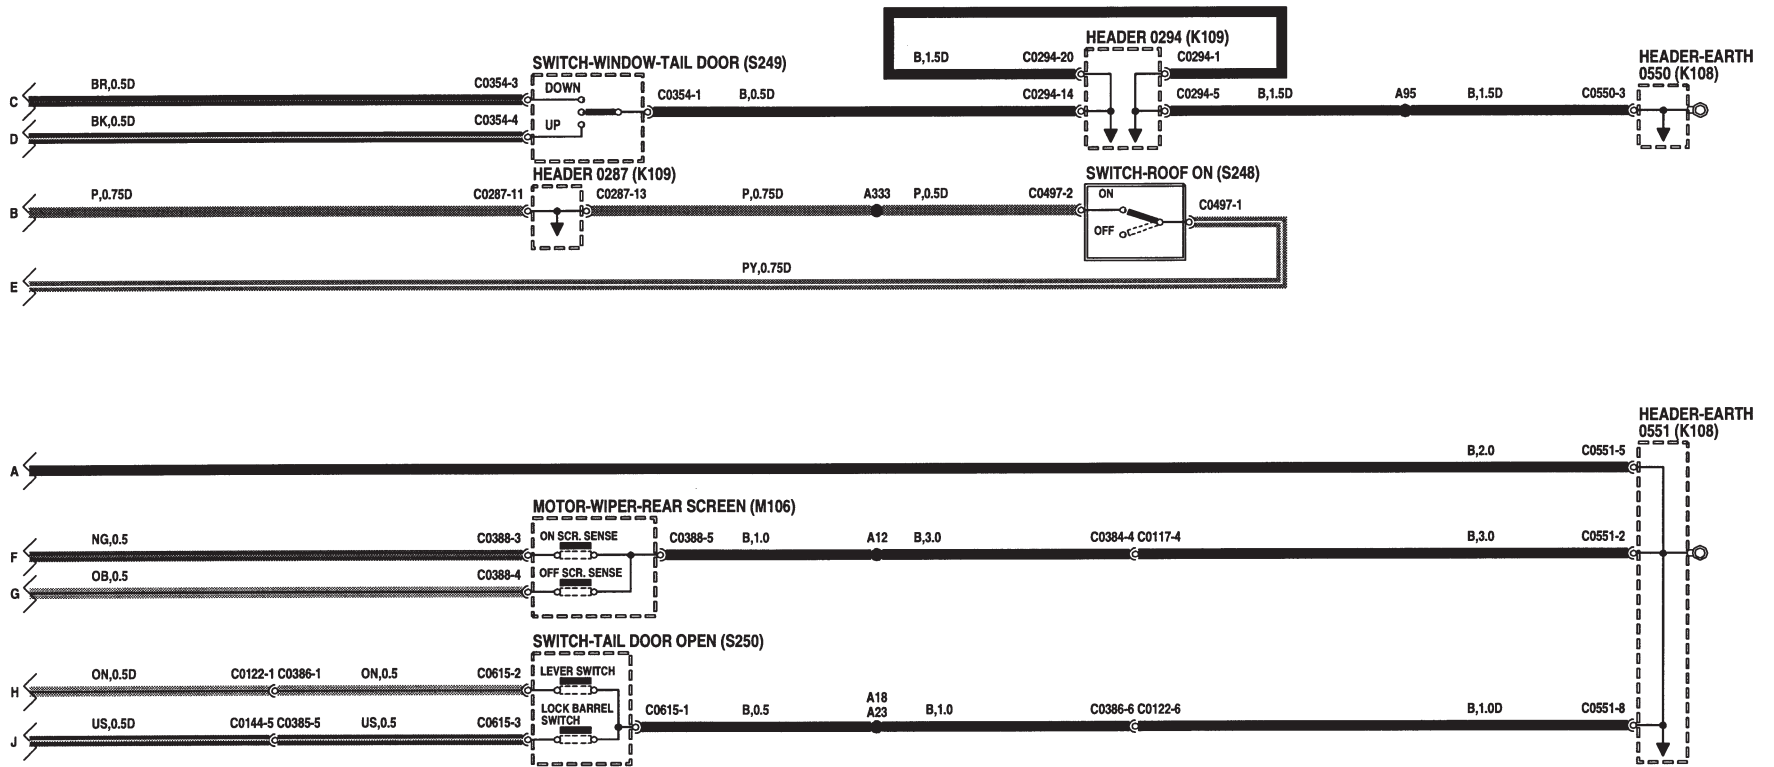 HEADER 0294 (K109)
B,1.5D
C0294-20
C0294-1
HEADER-EARTH
0550 (K108)
SWITCH-WINDOW-TAIL DOOR (S249)
C
BR,0.5D
C0354-3
DOWN
C0354-1
B,0.5D
C0294-14
C0294-5
B,1.5D
A95
B,1.5D
C0550-3
D
BK,0.5D
C0354-4
UP
HEADER 0287 (K109)
SWITCH-ROOF ON (S248)
B
P,0.75D
C0287-11
C0287-13
P,0.75D
A333
P,0.5D
C0497-2
ON
OFF
C0497-1
E
PY,0.75D
HEADER-EARTH
0551 (K108)
A
B,2.0
C0551-5
MOTOR-WIPER-REAR SCREEN (M106)
F
NG,0.5
C0388-3
ON SCR. SENSE
C0388-5
B,1.0
A12
B,3.0
C0384-4 C0117-4
B,3.0
C0551-2
G
OB,0.5
C0388-4
OFF SCR. SENSE
SWITCH-TAIL DOOR OPEN (S250)
H
ON,0.5D
C0122-1 C0386-1
ON,0.5
C0615-2
LEVER SWITCH
J
US,0.5D
C0144-5 C0385-5
US,0.5
C0615-3
LOCK BARREL
SWITCH
C0615-1
B,0.5
A18
A23
B,1.0
C0386-6 C0122-6
B,1.0D
C0551-8